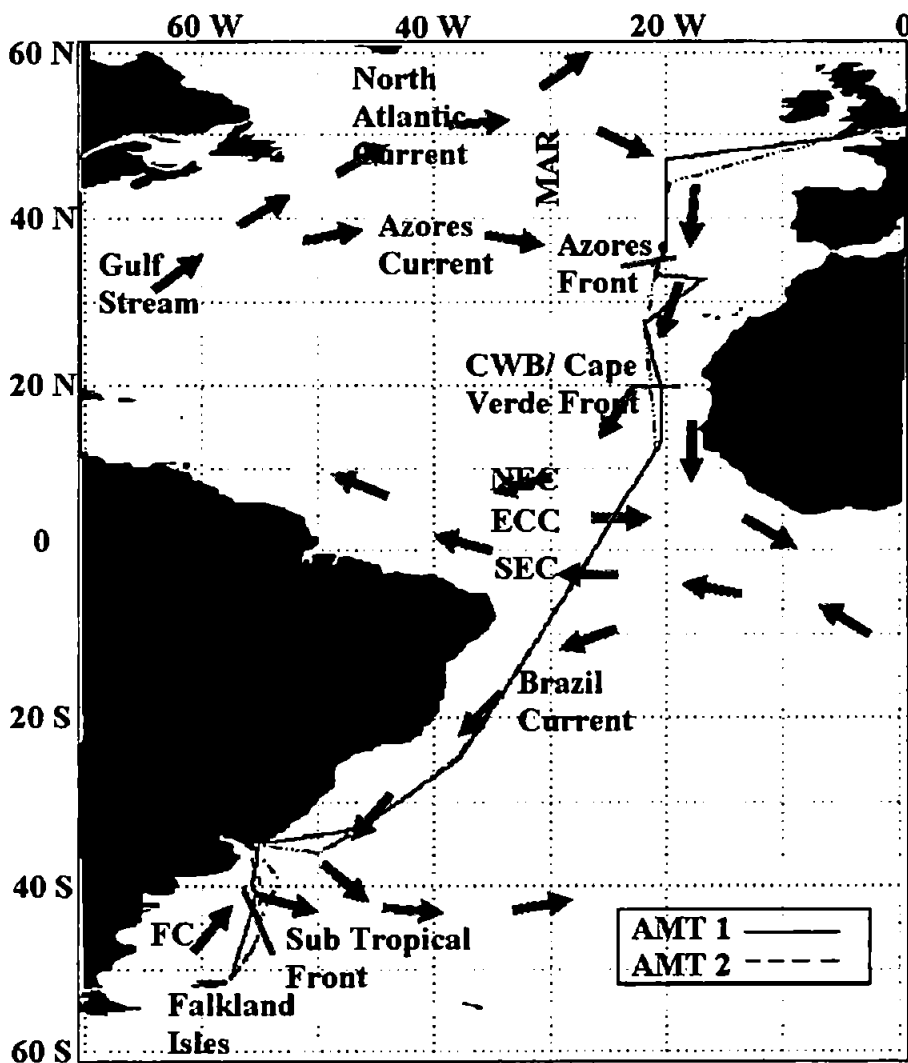 60 W 40 W 20 W 0
60 N
North
Atlantic
Current
MAR
40 N
Azores
Current
Azores
Front
Gulf
Stream
CWB/ Cape
Verde Front
20 N
NEC
ECC
0
SEC
Brazil
Current
20 S
40 S
FC
Sub Tropical
Front
AMT 1
AMT 2
Falkland
Isles
60 S